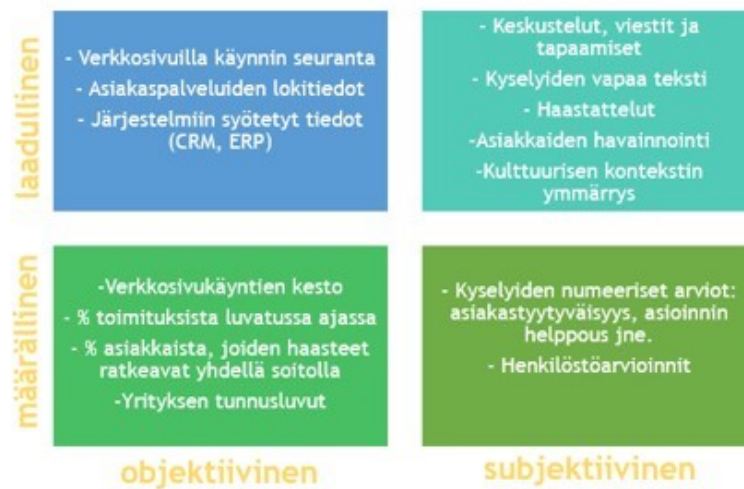 laadullinen
- Verkkosivuilla käynnin seuranta
- Asiakaspalveluiden lokitiedot
- Järjestelmiin syötetyt tiedot
(CRM, ERP)
- Keskustelut, viestit ja
tapaamiset
- Kyselyiden vapaa teksti
- Haastattelut
-Asiakkaiden havainnointi
-Kulttuurisen kontekstin
ymmärrys
määrällinen
-Verkkosivukäyntien kesto
- % toimituksista luvatussa ajassa
- % asiakkaista, joiden haasteet
ratkeavat yhdellä soitolla
-Yrityksen tunnusluvut
- Kyselyiden numeeriset arviot:
asiakastyytyväisyys, asioinnin
helppous jne.
- Henkilöstöarvioinnit
objektiivinen
subjektiivinen